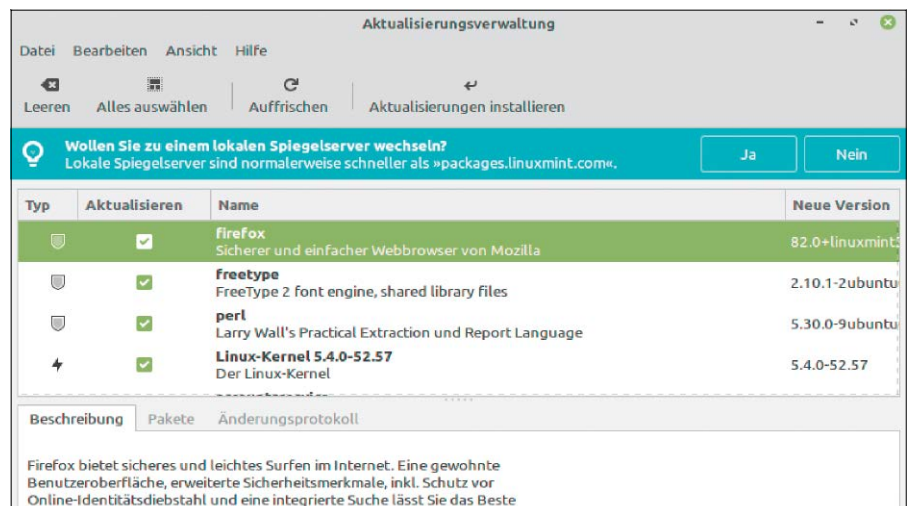 Aktualisierungsverwaltung
Datei Bearbeiten Ansicht Hilfe
Leeren Alles auswählen Auffrischen Aktualisierungen installieren
Wollen Sie zu einem lokalen Spiegelserver wechseln?
Lokale Spiegelserver sind normalerweise schneller als »packages.linuxmint.com«.
Ja Nein
Typ Aktualisieren Name Neue Version
firefox
Sicherer und einfacher Webbrowser von Mozilla
82.0+linuxmint
freetype
FreeType 2 font engine, shared library files
2.10.1-2ubuntu
perl
Larry Wall's Practical Extraction und Report Language
5.30.0-9ubuntu
Linux-Kernel 5.4.0-52.57
Der Linux-Kernel
5.4.0-52.57
Beschreibung Pakete Änderungsprotokoll
Firefox bietet sicheres und leichtes Surfen im Internet. Eine gewohnte
Benutzeroberfläche, erweiterte Sicherheitsmerkmale, inkl. Schutz vor
Online-Identitätsdiebstahl und eine integrierte Suche lässt Sie das Beste